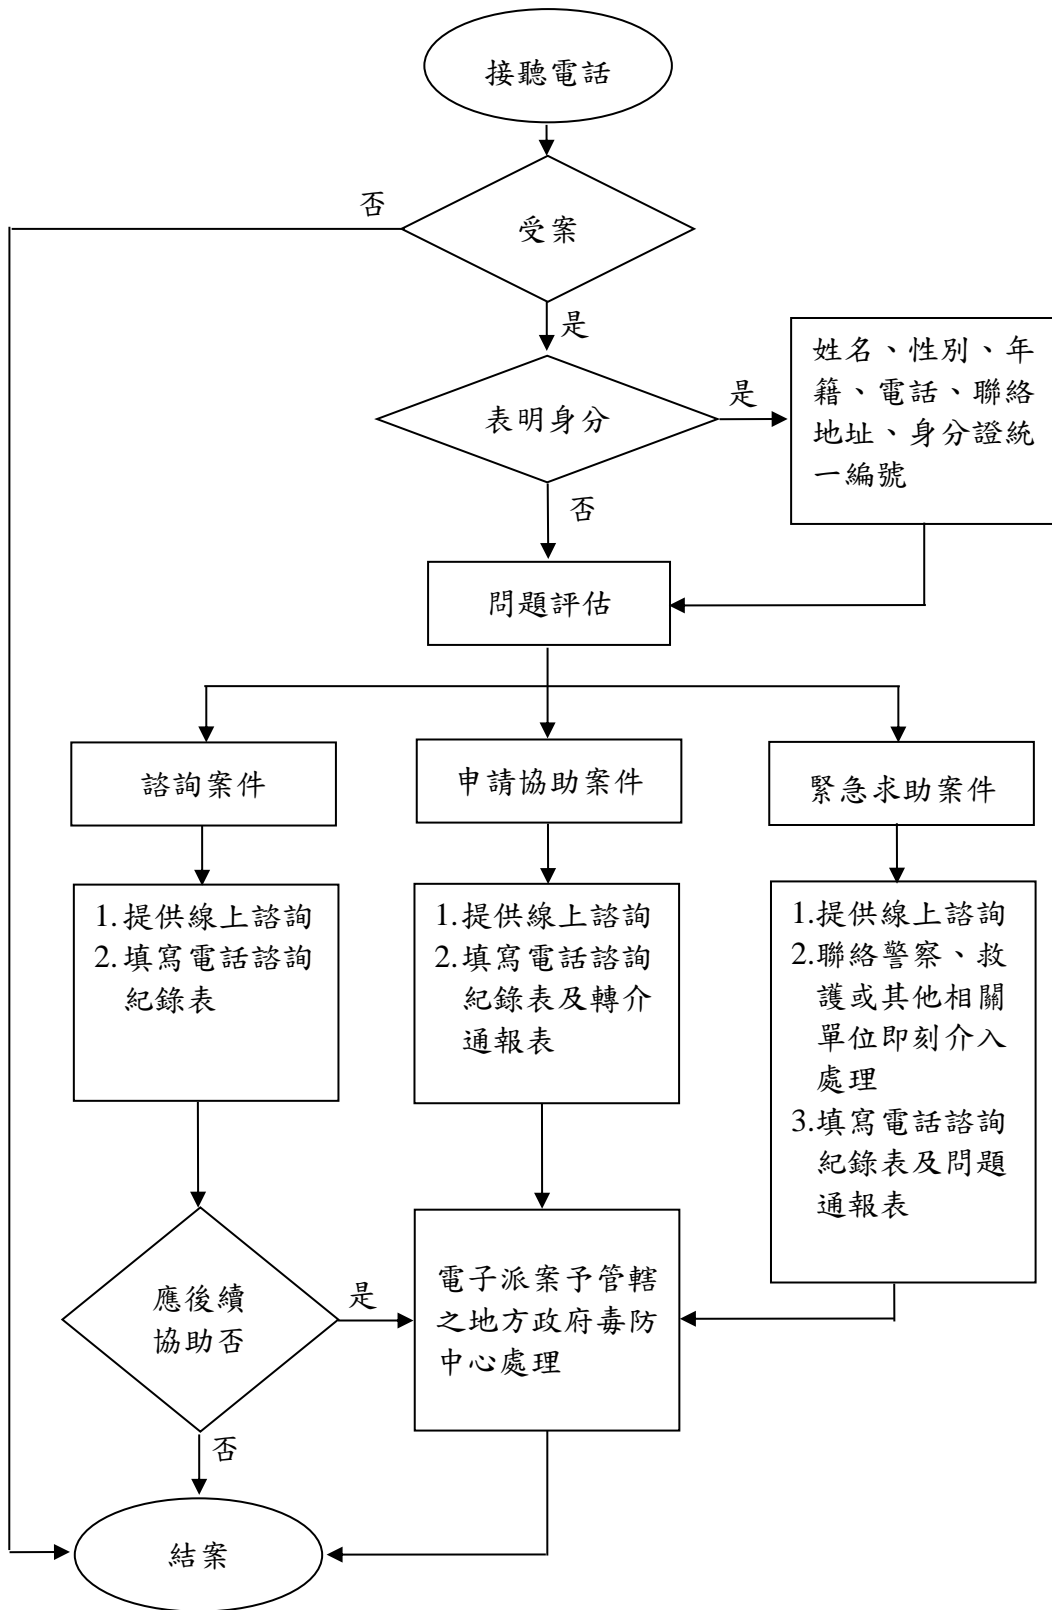 接聽電話
否
受案
是
姓名、性別、年
籍、電話、聯絡
地址、身分證統
一編號
是
表明身分
否
問題評估
諮詢案件
申請協助案件
緊急求助案件
1.提供線上諮詢
2.填寫電話諮詢
紀錄表
1.提供線上諮詢
2.填寫電話諮詢
紀錄表及轉介
通報表
1.提供線上諮詢
2.聯絡警察、救
護或其他相關
單位即刻介入
處理
3.填寫電話諮詢
紀錄表及問題
通報表
應後續
協助否
是
電子派案予管轄
之地方政府毒防
中心處理
否
結案